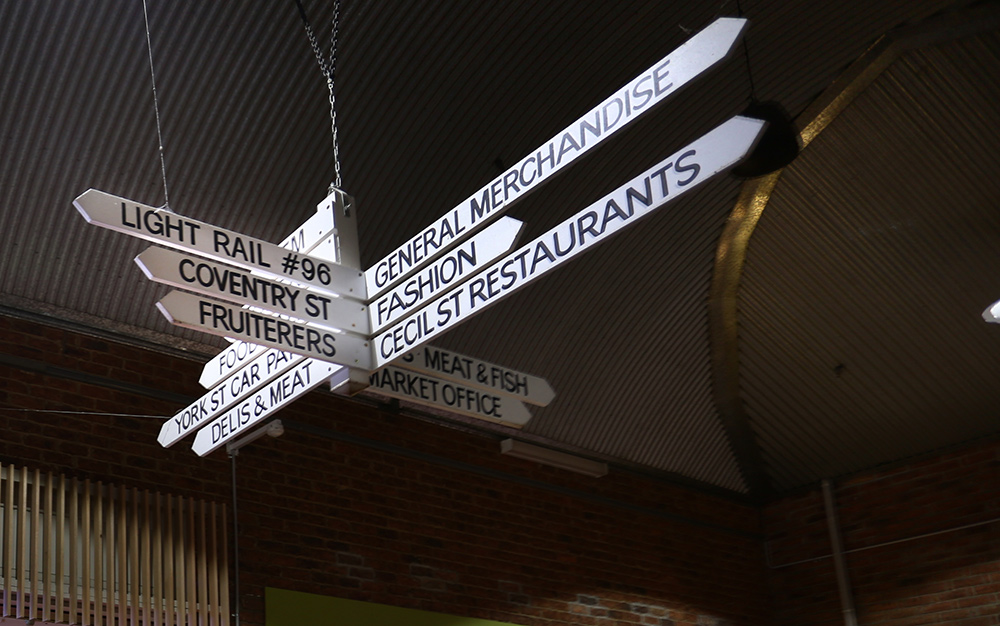 LIGHT RAIL #96
COVENTRY ST
FRUITERERS
GENERAL MERCHANDISE
FASHION
CECIL ST RESTAURANTS
YORK ST CAR
DELIS & MEAT
MEAT & FISH
MARKET OFFICE